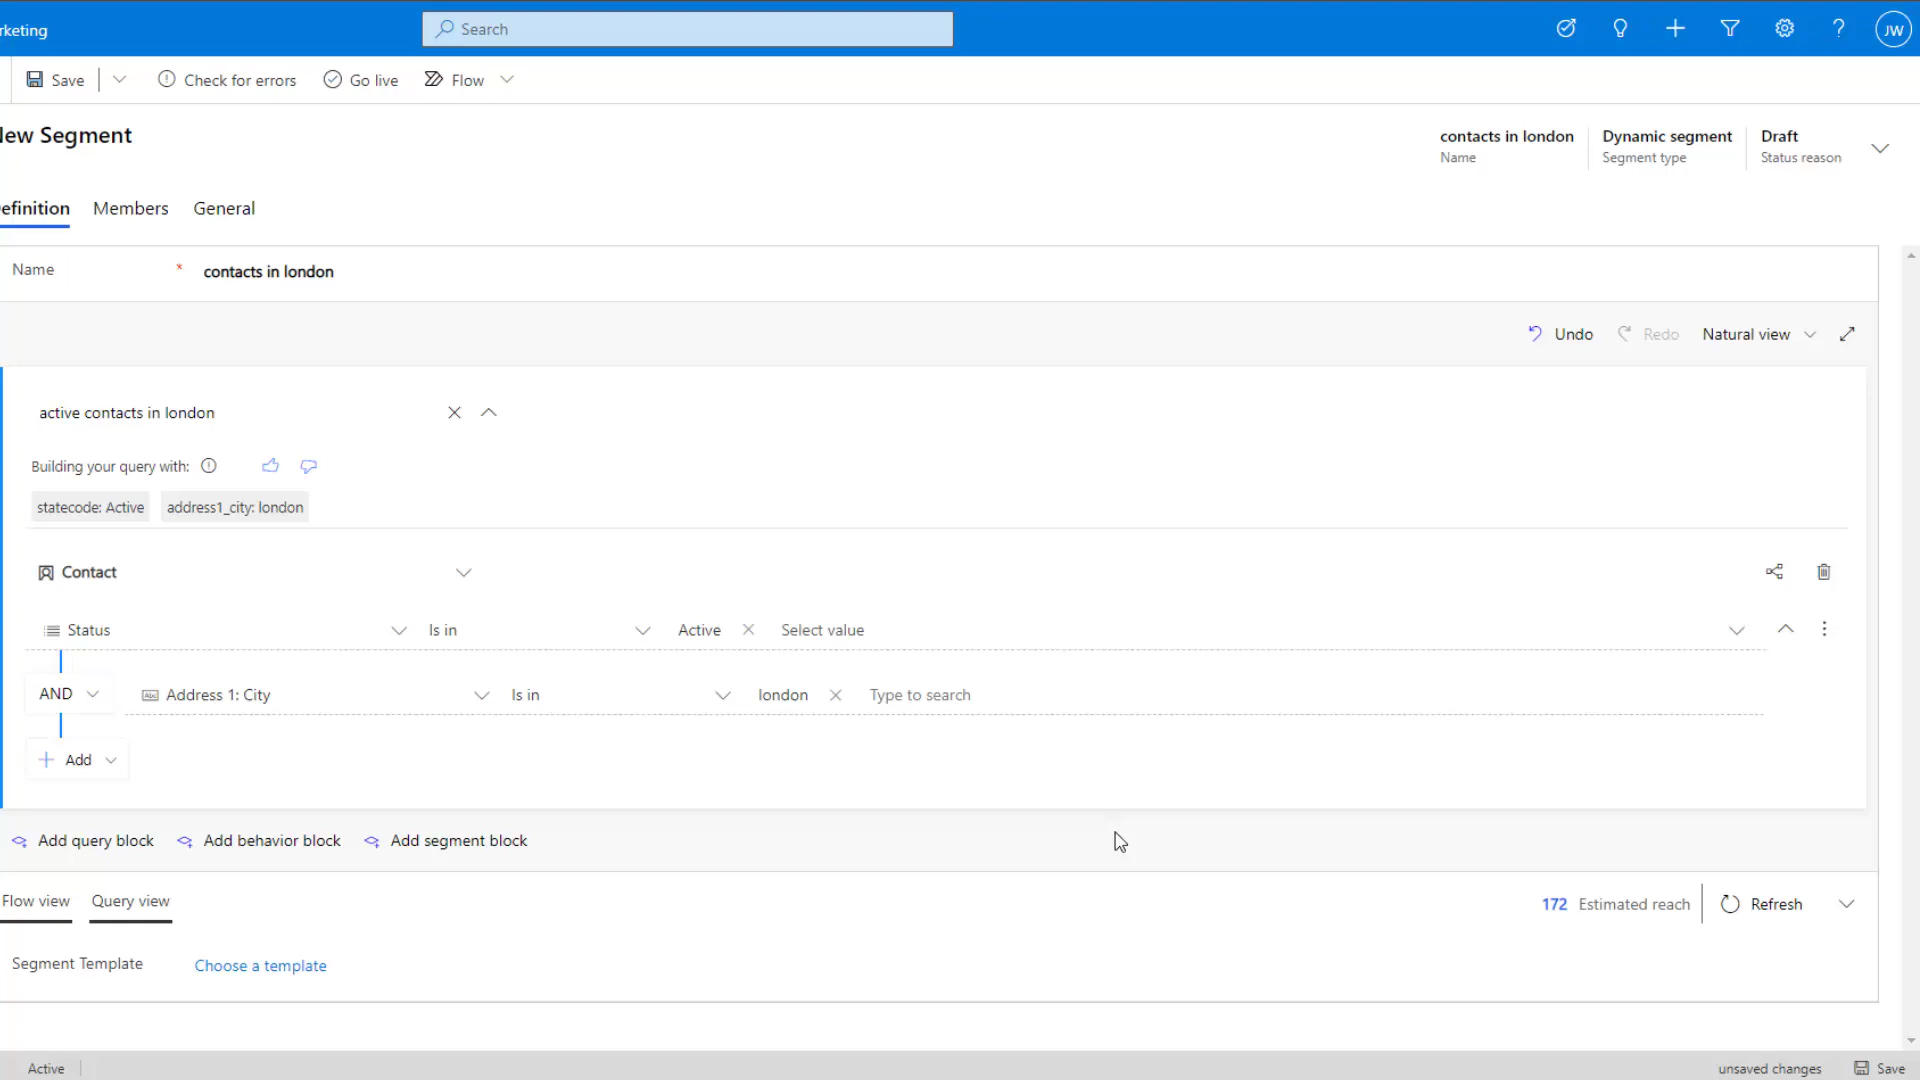 rketing
Search
?
JW
Save
Check for errors
Go live
Flow
New Segment
contacts in london
Name
Dynamic segment
Segment type
Draft
Status reason
Definition
Members
General
Name
*
contacts in london
Undo
Redo
Natural view
active contacts in london
Building your query with:
statecode: Active
address1_city: london
Contact
Status
Is in
Active
Select value
AND
Abc
Address 1: City
Is in
london
Type to search
Add
Add query block
Add behavior block
Add segment block
Flow view
Query view
172 Estimated reach
Refresh
Segment Template
Choose a template
Active
unsaved changes
Save